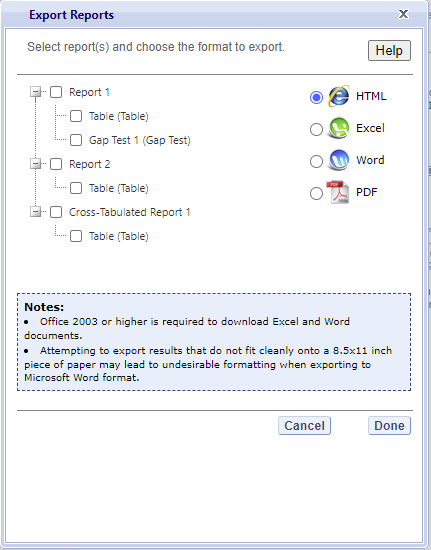 Export Reports X
Select report(s) and choose the format to export.
Help
Report 1
Table (Table)
Gap Test 1 (Gap Test)
Report 2
Table (Table)
Cross-Tabulated Report 1
Table (Table)
HTML
Excel
Word
PDF
Notes:
• Office 2003 or higher is required to download Excel and Word
documents.
• Attempting to export results that do not fit cleanly onto a 8.5x11 inch
piece of paper may lead to undesirable formatting when exporting to
Microsoft Word format.
Cancel Done